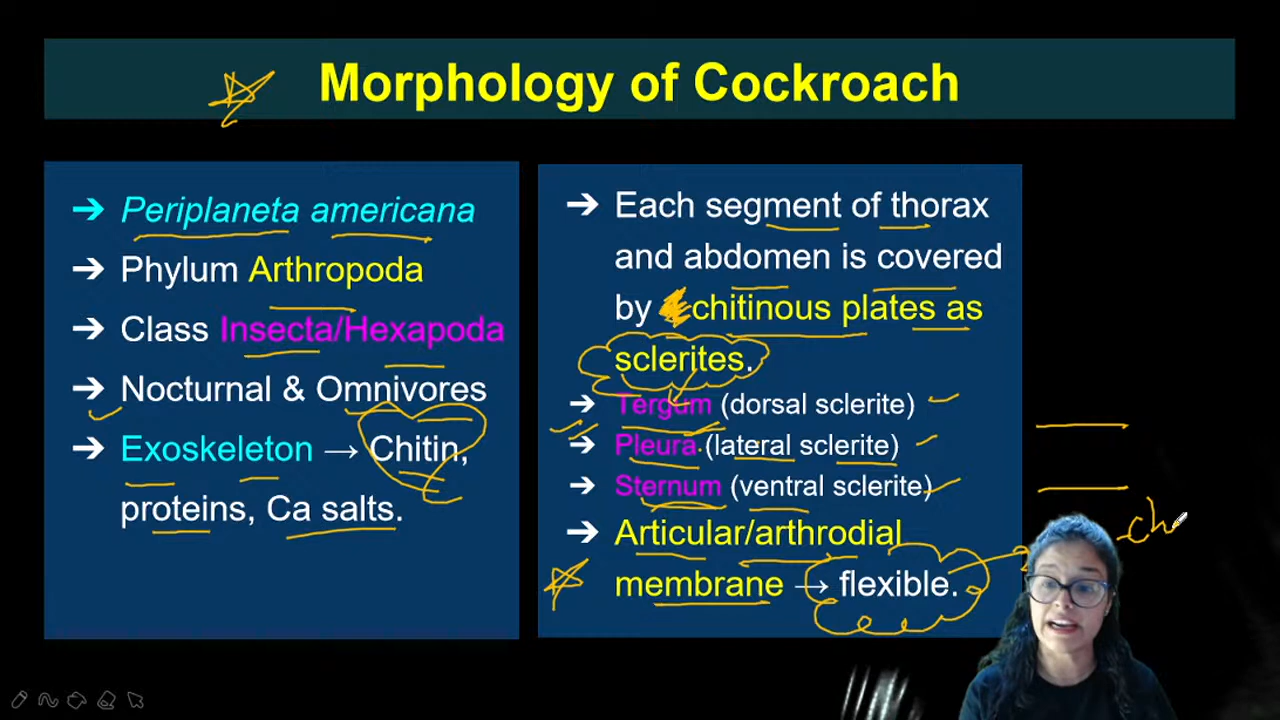 Morphology of Cockroach
➔ Periplaneta americana
➔ Phylum Arthropoda
➔ Class Insecta/Hexapoda
➔ Nocturnal & Omnivores
➔ Exoskeleton → Chitin,
proteins, Ca salts.
➔ Each segment of thorax
and abdomen is covered
by chitinous plates as
sclerites.
➔ Tergum (dorsal sclerite)
➔ Pleura (lateral sclerite)
➔ Sternum (ventral sclerite)
➔ Articular/arthrodial
membrane → flexible.